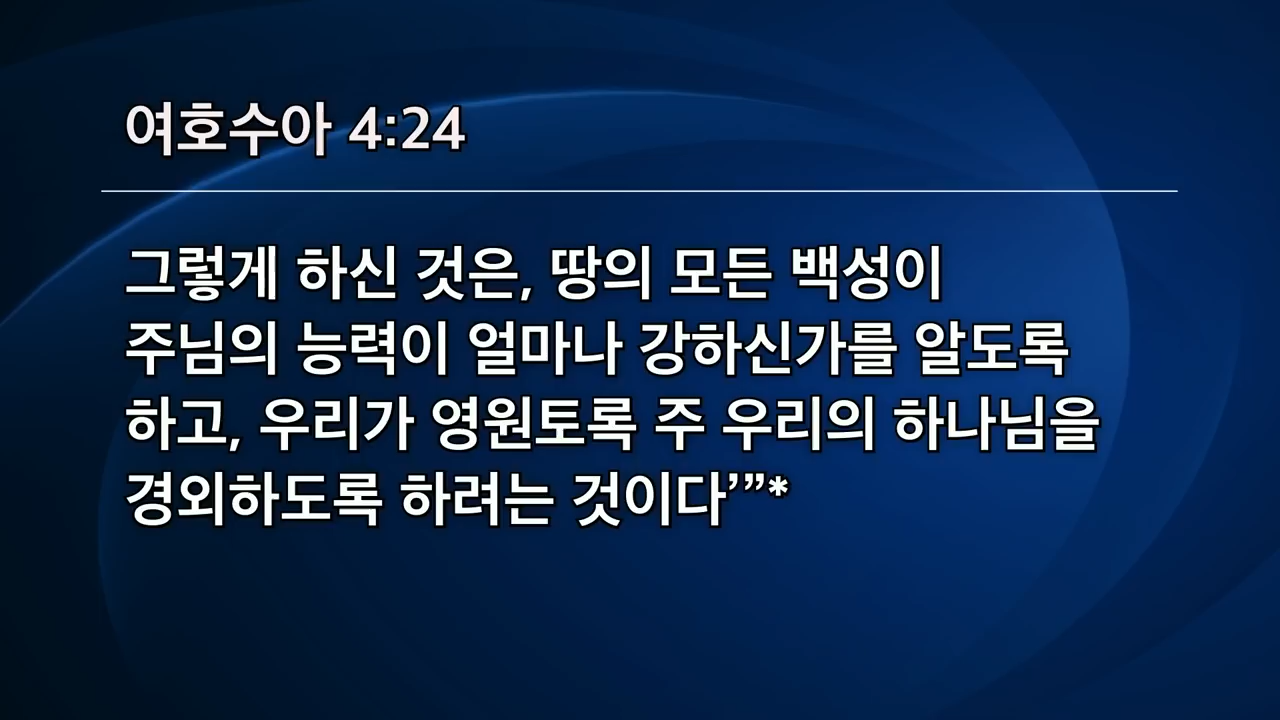 여호수아 4:24
그렇게 하신 것은, 땅의 모든 백성이
주님의 능력이 얼마나 강하신가를 알도록
하고, 우리가 영원토록 주 우리의 하나님을
경외하도록 하려는 것이다’”*